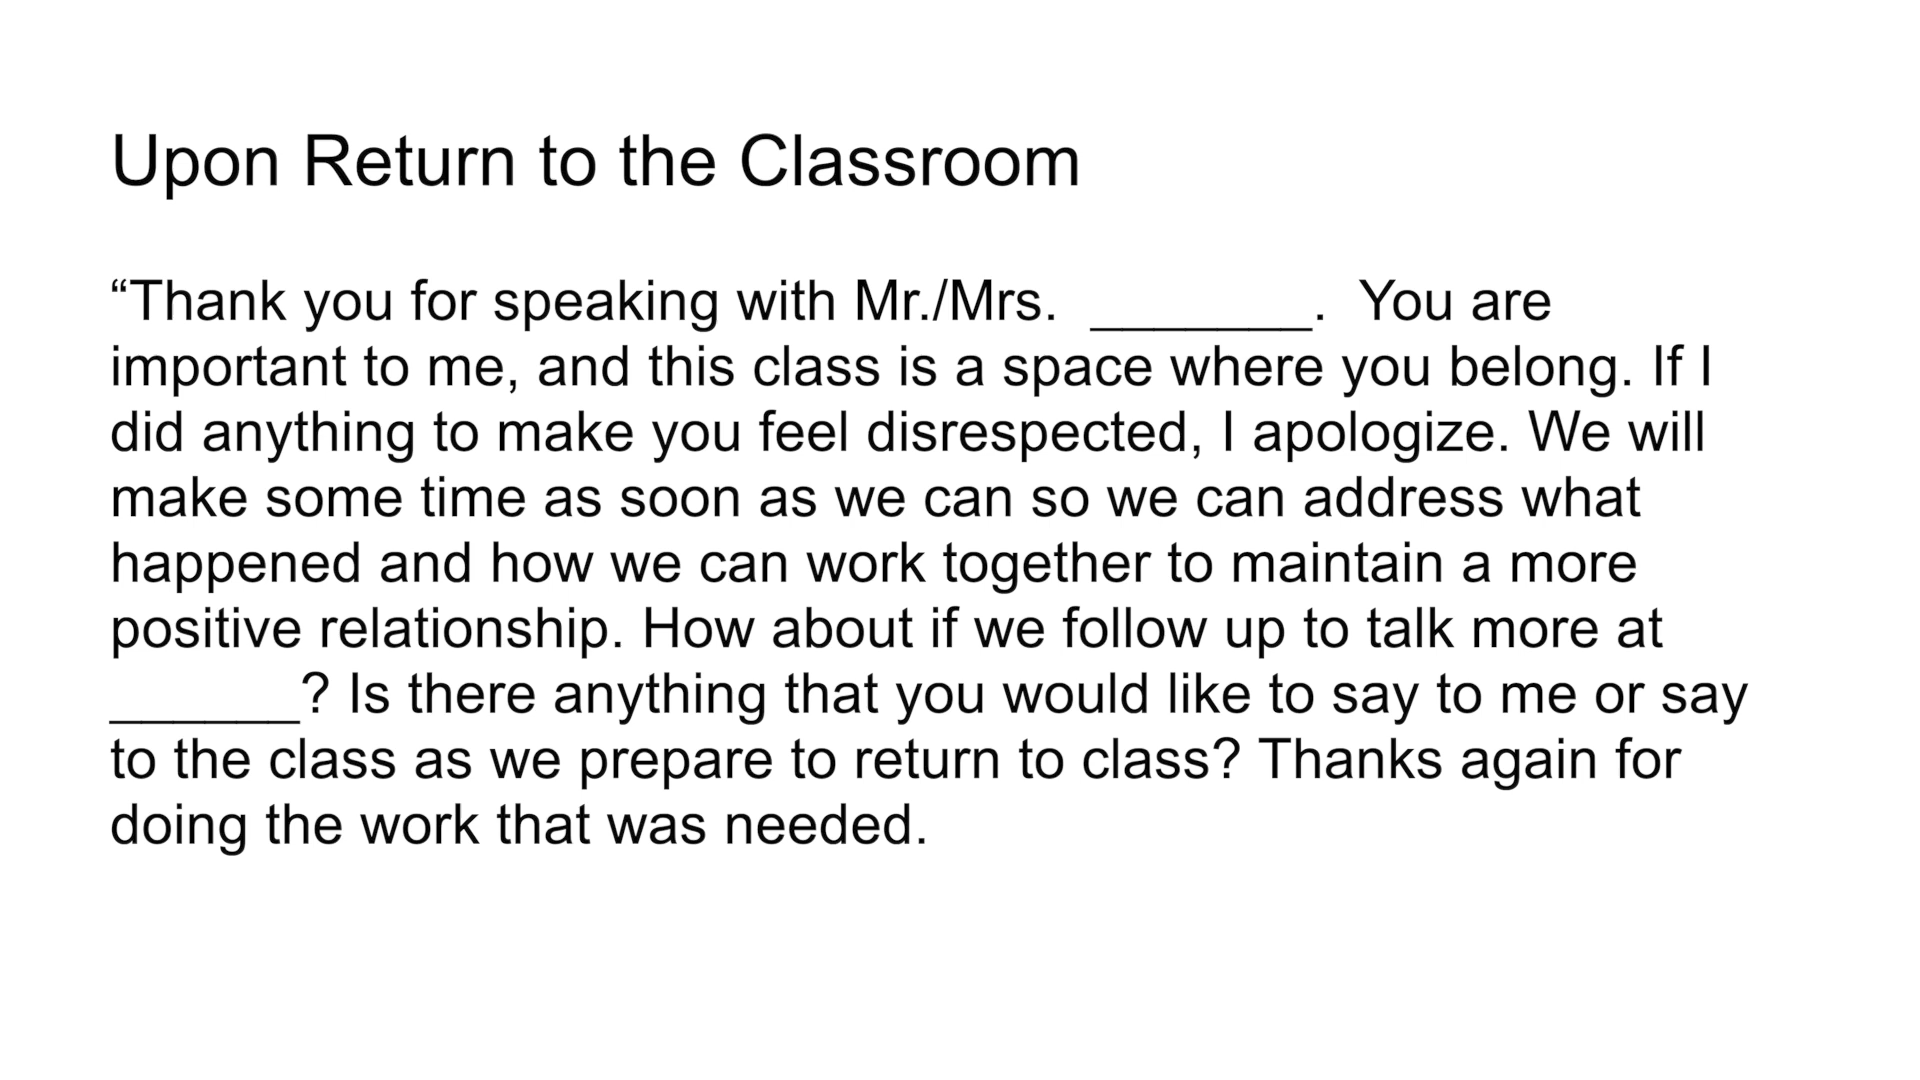 Upon Return to the Classroom
“Thank you for speaking with Mr./Mrs.  _______.  You are
important to me, and this class is a space where you belong. If I
did anything to make you feel disrespected, I apologize. We will
make some time as soon as we can so we can address what
happened and how we can work together to maintain a more
positive relationship. How about if we follow up to talk more at
______? Is there anything that you would like to say to me or say
to the class as we prepare to return to class? Thanks again for
doing the work that was needed.